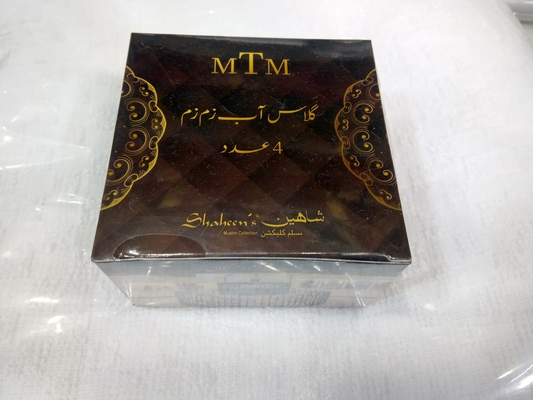 MTM
گلاس آب زم زم
4 عدد
Shaheen's شاهین
Muslim Collection مسلم کلیکشن